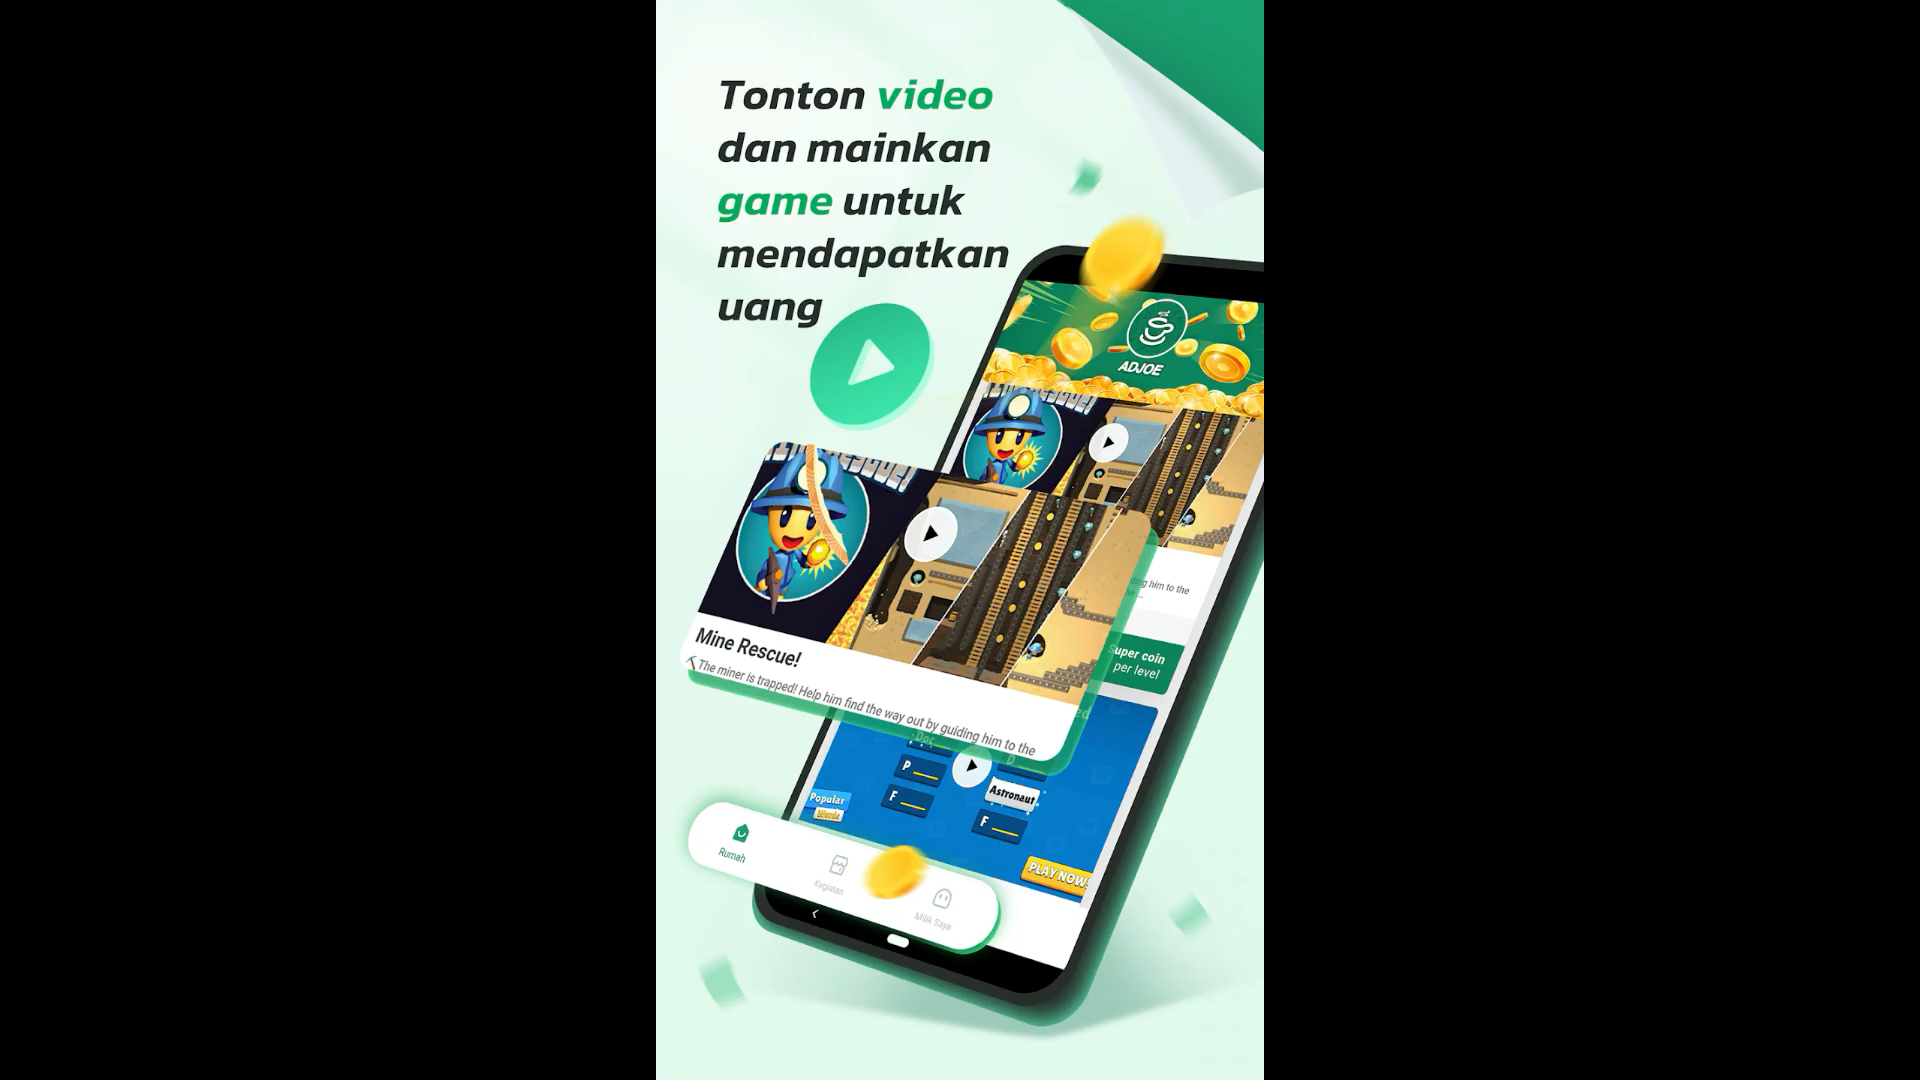 Tonton video
dan mainkan
game untuk
mendapatkan
uang
ADJOE
Mine Rescue!
The miner is trapped! Help him find the way out by guiding him to the
ding him to the
Super coin
per level
P
D
F
Astronaut
F
Popular
Words
PLAY NOW!
Rumah
Kegiatan
Milik Saya